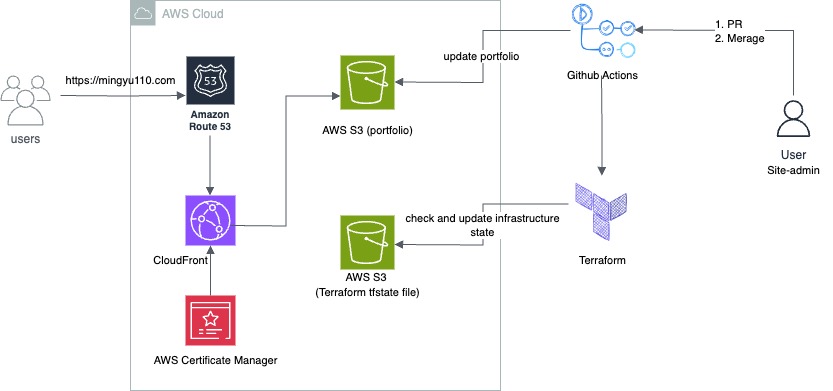 AWS Cloud
1. PR
2. Merage
https://mingyu110.com
53
update portfolio
Github Actions
users
Amazon
Route 53
AWS S3 (portfolio)
User
Site-admin
check and update infrastructure
state
CloudFront
Terraform
AWS S3
(Terraform tfstate file)
AWS Certificate Manager